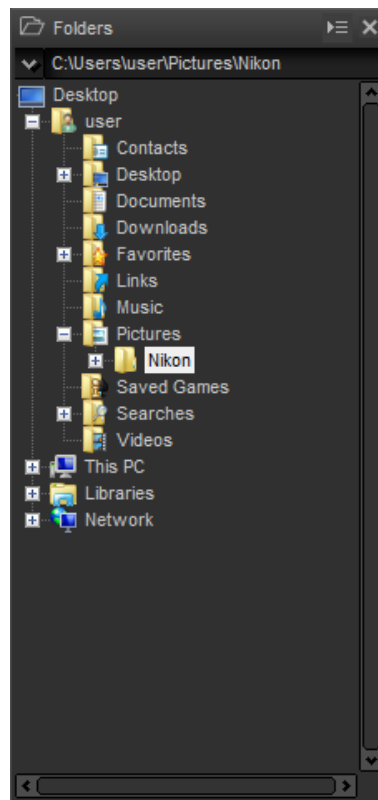 Folders
C:\Users\user\Pictures\Nikon
Desktop
user
Contacts
Desktop
Documents
Downloads
Favorites
Links
Music
Pictures
Nikon
Saved Games
Searches
Videos
This PC
Libraries
Network